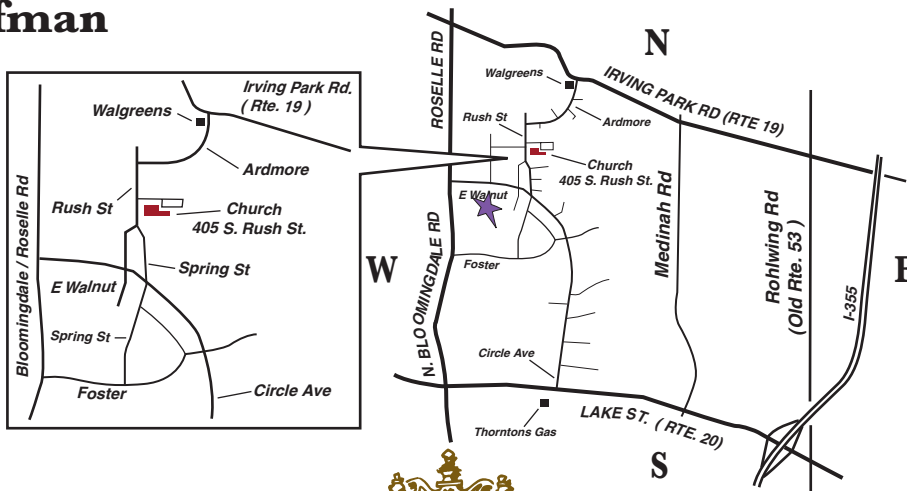 fman
Irving Park Rd.
( Rte. 19 )
Walgreens
Ardmore
Rush St
Church
405 S. Rush St.
Spring St
E Walnut
Spring St
Foster
Circle Ave
Bloomingdale / Roselle Rd
N
ROSELLE RD
Walgreens
IRVING PARK RD (RTE 19)
Rush St
Ardmore
Church
405 S. Rush St.
E Walnut
W
Foster
N. BLOOMINGDALE RD
Medinah Rd
Rohlwing Rd
(Old Rte. 53 )
I-355
E
Circle Ave
LAKE ST. ( RTE. 20)
Thorntons Gas
S